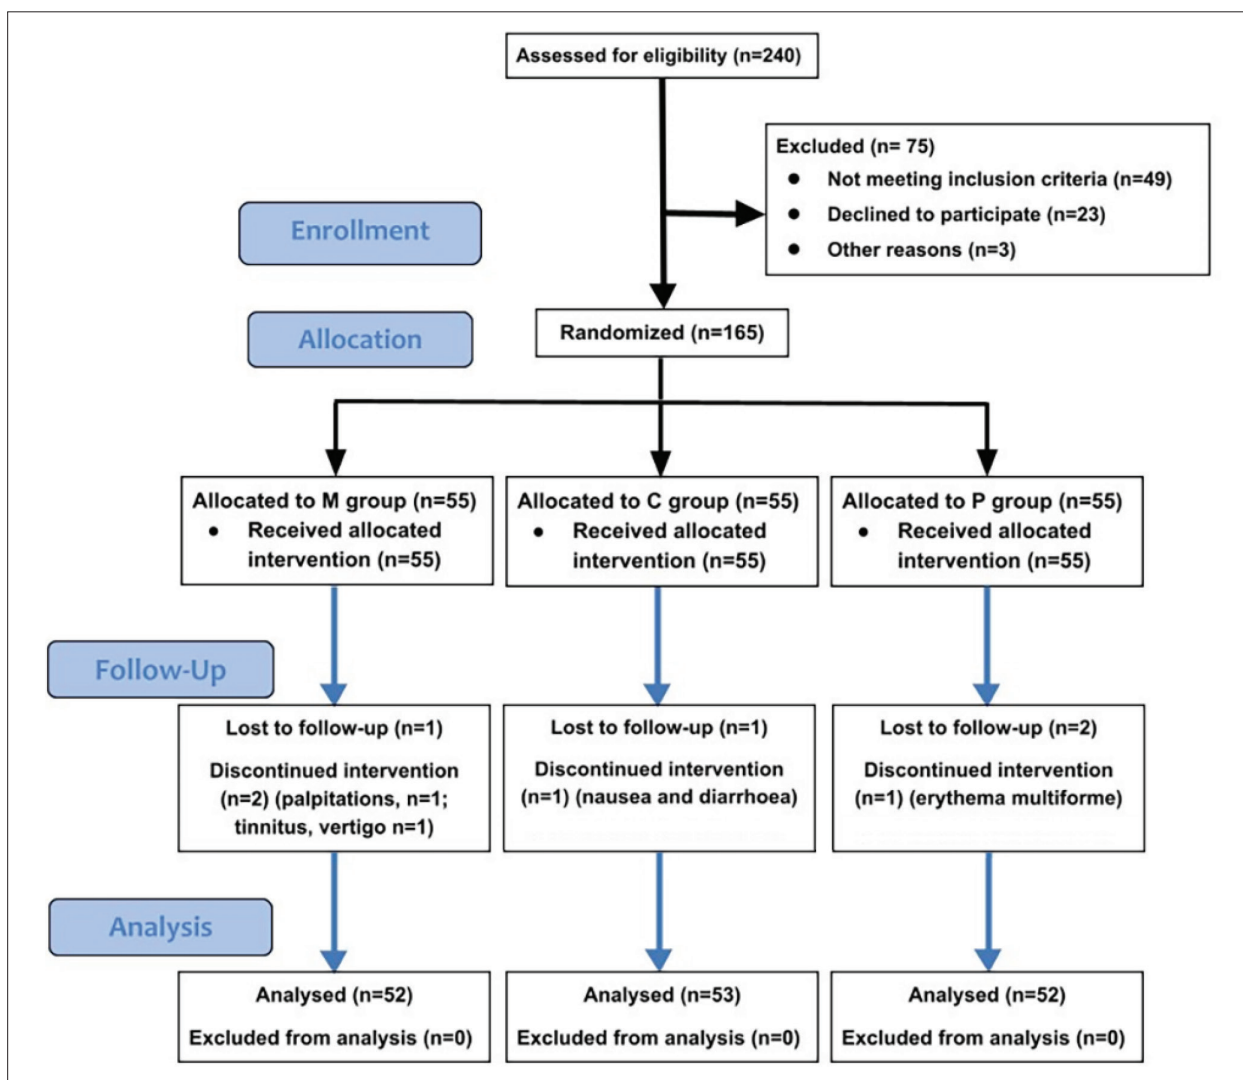 Assessed for eligibility (n=240)
Excluded (n= 75)
● Not meeting inclusion criteria (n=49)
● Declined to participate (n=23)
● Other reasons (n=3)
Enrollment
Allocation
Randomized (n=165)
Allocated to M group (n=55)
● Received allocated
intervention (n=55)
Allocated to C group (n=55)
● Received allocated
intervention (n=55)
Allocated to P group (n=55)
● Received allocated
intervention (n=55)
Follow-Up
Lost to follow-up (n=1)
Discontinued intervention
(n=2) (palpitations, n=1;
tinnitus, vertigo n=1)
Lost to follow-up (n=1)
Discontinued intervention
(n=1) (nausea and diarrhoea)
Lost to follow-up (n=2)
Discontinued intervention
(n=1) (erythema multiforme)
Analysis
Analysed (n=52)
Excluded from analysis (n=0)
Analysed (n=53)
Excluded from analysis (n=0)
Analysed (n=52)
Excluded from analysis (n=0)